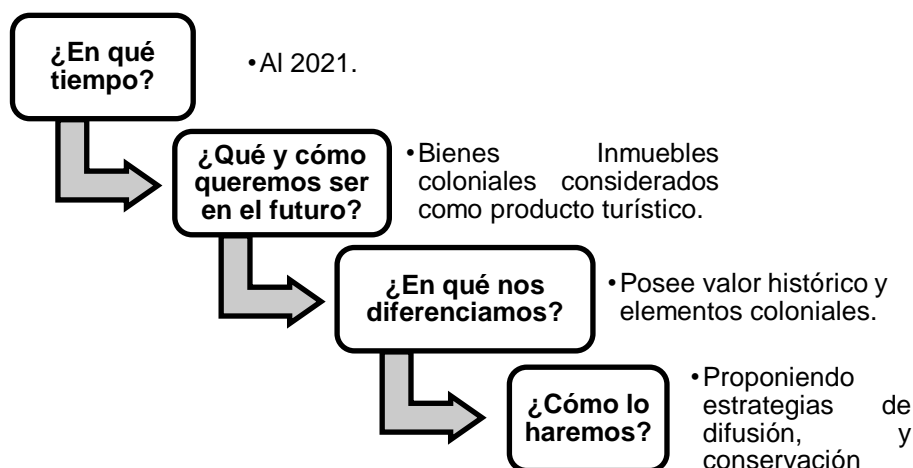 ¿En qué
tiempo?
•Al 2021.
¿Qué y cómo
queremos ser
en el futuro?
•Bienes Inmuebles
coloniales considerados
como producto turístico.
¿En qué nos
diferenciamos?
•Posee valor histórico y
elementos coloniales.
¿Cómo lo
haremos?
•Proponiendo
estrategias de
difusión, y
conservación